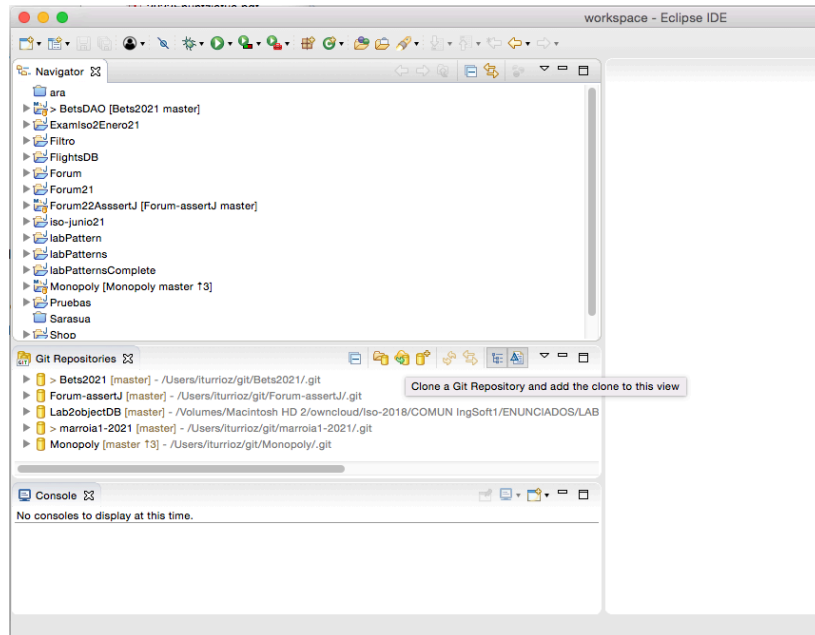 workspace - Eclipse IDE
Navigator
ara
> BetsDAO [Bets2021 master]
ExamIso2Enero21
Filtro
FlightsDB
Forum
Forum21
Forum22AsssertJ [Forum-assertJ master]
iso-junio21
labPattern
labPatterns
labPatternsComplete
Monopoly [Monopoly master ↑3]
Pruebas
Sarasua
Shop
GIT
Git Repositories
> Bets2021 [master] - /Users/iturrioz/git/Bets2021/.git
Clone a Git Repository and add the clone to this view
Forum-assertJ [master] - /Users/iturrioz/git/Forum-assertJ/.git
Lab2objectDB [master] - /Volumes/Macintosh HD 2/owncloud/Iso-2018/COMUN IngSoft1/ENUNCIADOS/LAB
> marroia1-2021 [master] - /Users/iturrioz/git/marroia1-2021/.git
Monopoly [master ↑3] - /Users/iturrioz/git/Monopoly/.git
Console
No consoles to display at this time.